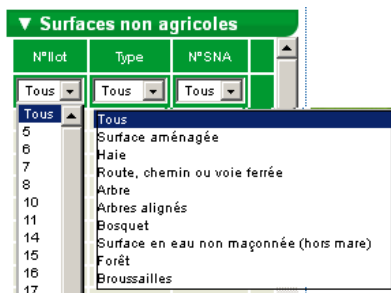 ▼ Surfaces non agricoles
N°Ilot Type N°SNA
Tous Tous Tous
Tous
5
6
7
8
10
11
14
15
16
17
Tous
Surface aménagée
Haie
Route, chemin ou voie ferrée
Arbre
Arbres alignés
Bosquet
Surface en eau non maçonnée (hors mare)
Forêt
Broussailles